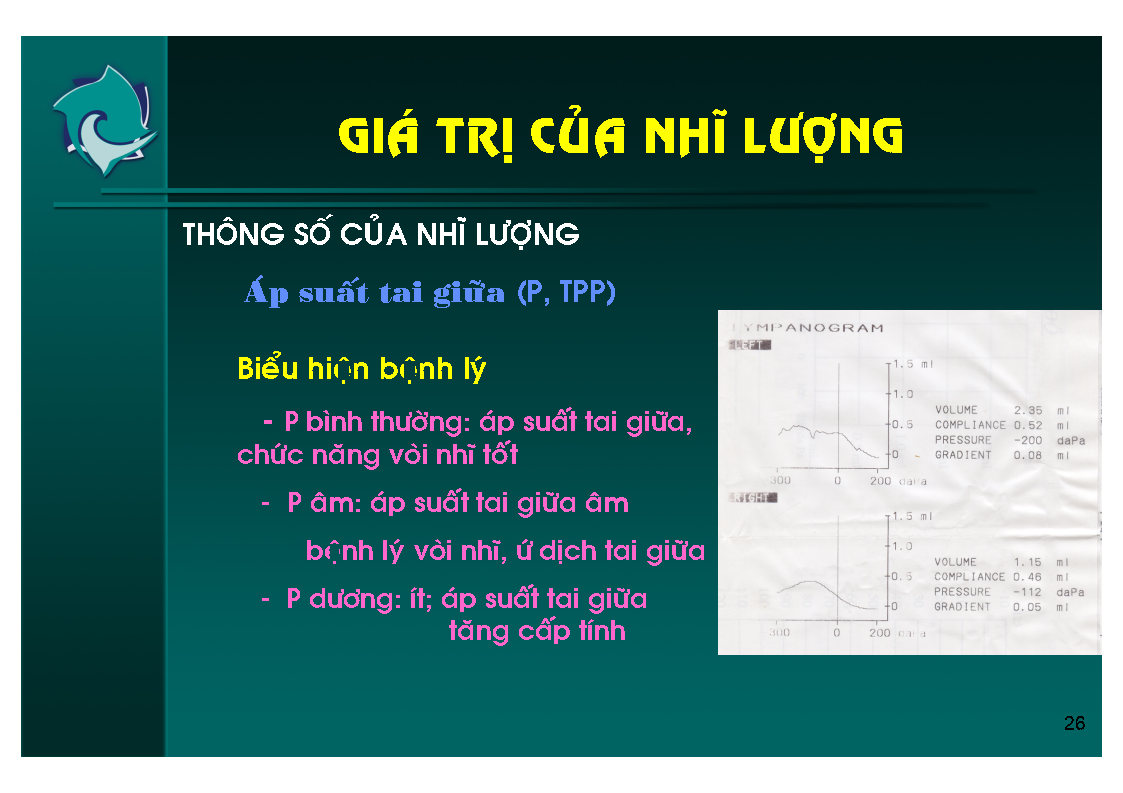 GIÁ TRỊ CỦA NHĨ LƯỢNG
THÔNG SỐ CỦA NHĨ LƯỢNG
Áp suất tai giữa (P, TPP)
Biểu hiện bệnh lý
- P bình thường: áp suất tai giữa,
chức năng vòi nhĩ tốt
- P âm: áp suất tai giữa âm
bệnh lý vòi nhĩ, ứ dịch tai giữa
- P dương: ít; áp suất tai giữa
tăng cấp tính
TYMPANOGRAM
LEFT
1.5 ml
1.0
0.5
0
300 0 200 daPa
VOLUME 2.35 ml
COMPLIANCE 0.52 ml
PRESSURE -200 daPa
GRADIENT 0.08 ml
RIGHT
1.5 ml
1.0
0.5
0
300 0 200 daPa
VOLUME 1.15 ml
COMPLIANCE 0.46 ml
PRESSURE -112 daPa
GRADIENT 0.05 ml
26